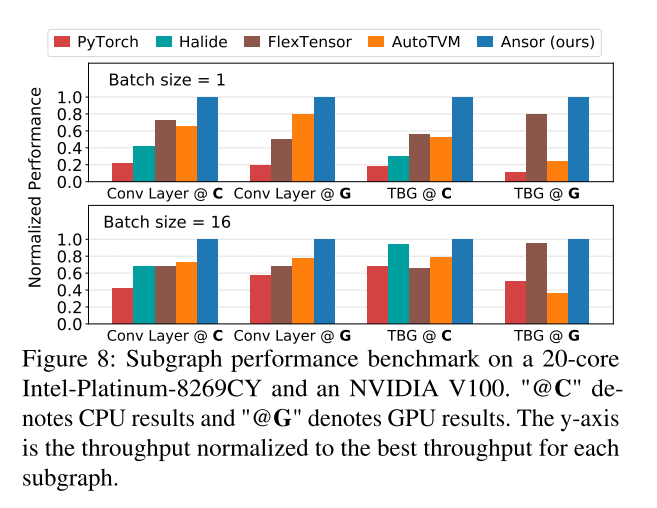 PyTorch Halide FlexTensor AutoTVM Ansor (ours)
Normalized Performance
Batch size = 1
1.0
0.8
0.6
0.4
0.2
0.0
Conv Layer @ C Conv Layer @ G TBG @ C TBG @ G
Batch size = 16
1.0
0.8
0.6
0.4
0.2
0.0
Conv Layer @ C Conv Layer @ G TBG @ C TBG @ G
Figure 8: Subgraph performance benchmark on a 20-core
Intel-Platinum-8269CY and an NVIDIA V100. "@C" de-
notes CPU results and "@G" denotes GPU results. The y-axis
is the throughput normalized to the best throughput for each
subgraph.